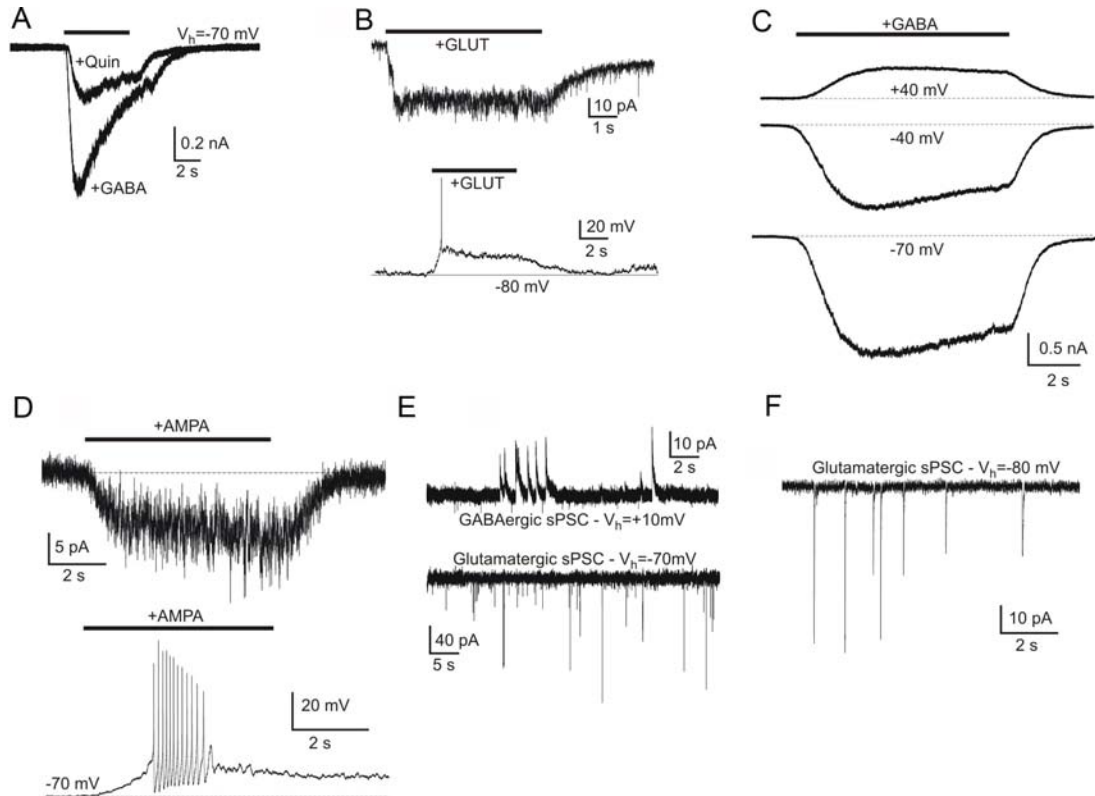 A
Vh=-70 mV
+Quin
0.2 nA
2 s
+GABA
B
+GLUT
10 pA
1 s
+GLUT
20 mV
2 s
-80 mV
C
+GABA
+40 mV
-40 mV
-70 mV
0.5 nA
2 s
D
+AMPA
5 pA
2 s
+AMPA
20 mV
2 s
-70 mV
E
10 pA
2 s
GABAergic sPSC - Vh=+10mV
Glutamatergic sPSC - Vh=-70mV
40 pA
5 s
F
Glutamatergic sPSC - Vh=-80 mV
10 pA
2 s